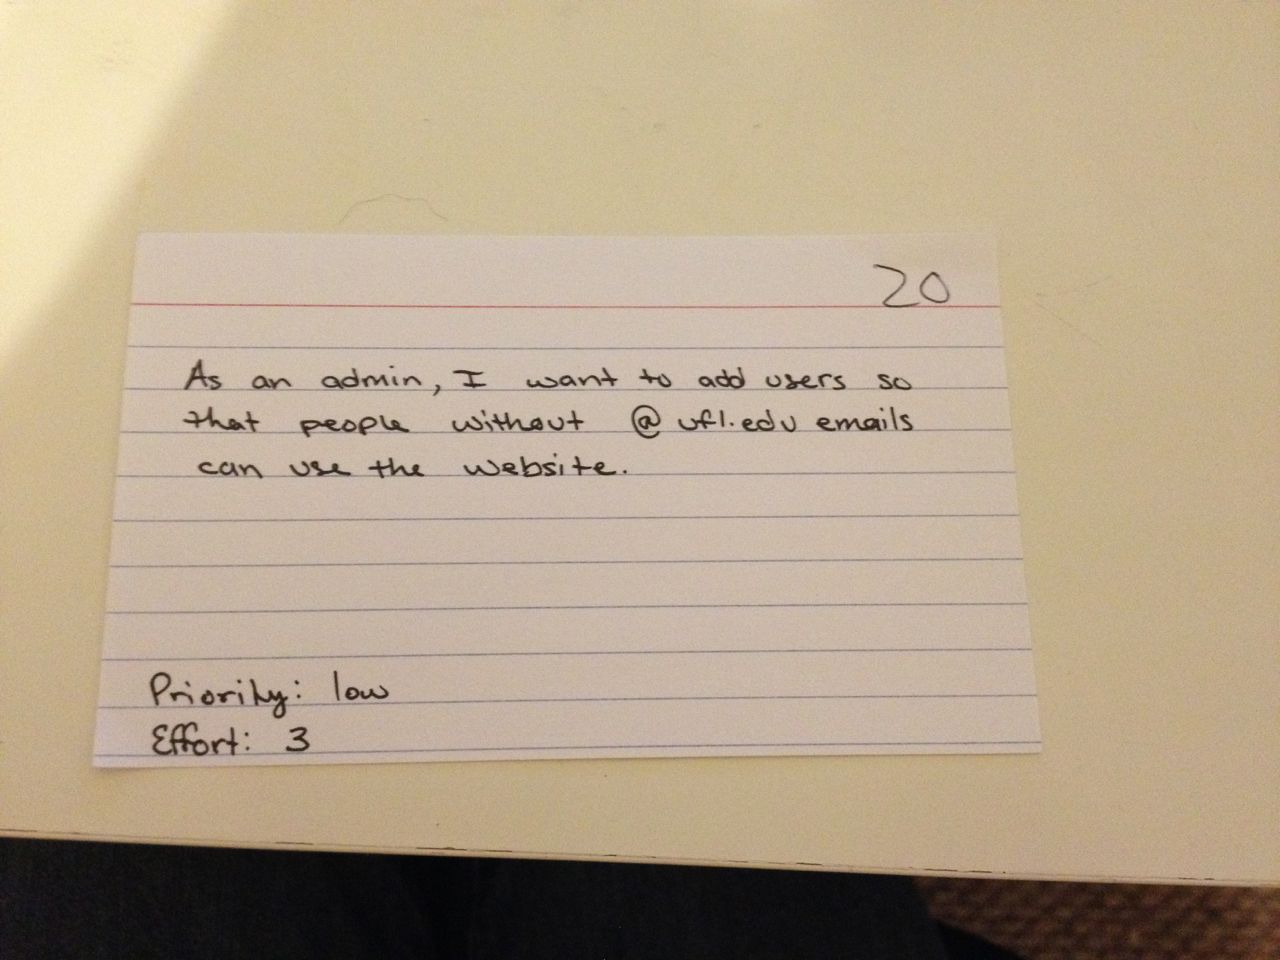 20
As an admin, I want to add users so
that people without @ufl.edu emails
can use the website.
Priority: low
Effort: 3